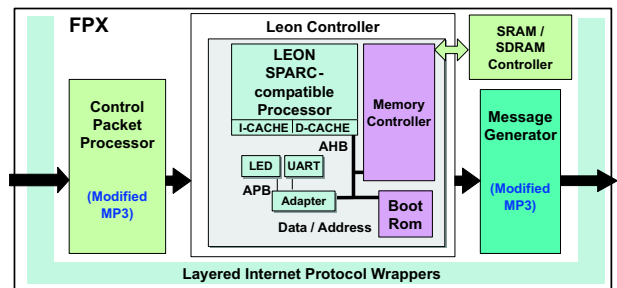 FPX
Leon Controller
SRAM /
SDRAM
Controller
LEON
SPARC-
compatible
Processor
I-CACHE D-CACHE
Memory
Controller
Control
Packet
Processor
(Modified
MP3)
AHB
LED
UART
APB
Adapter
Data / Address
Boot
Rom
Message
Generator
(Modified
MP3)
Layered Internet Protocol Wrappers